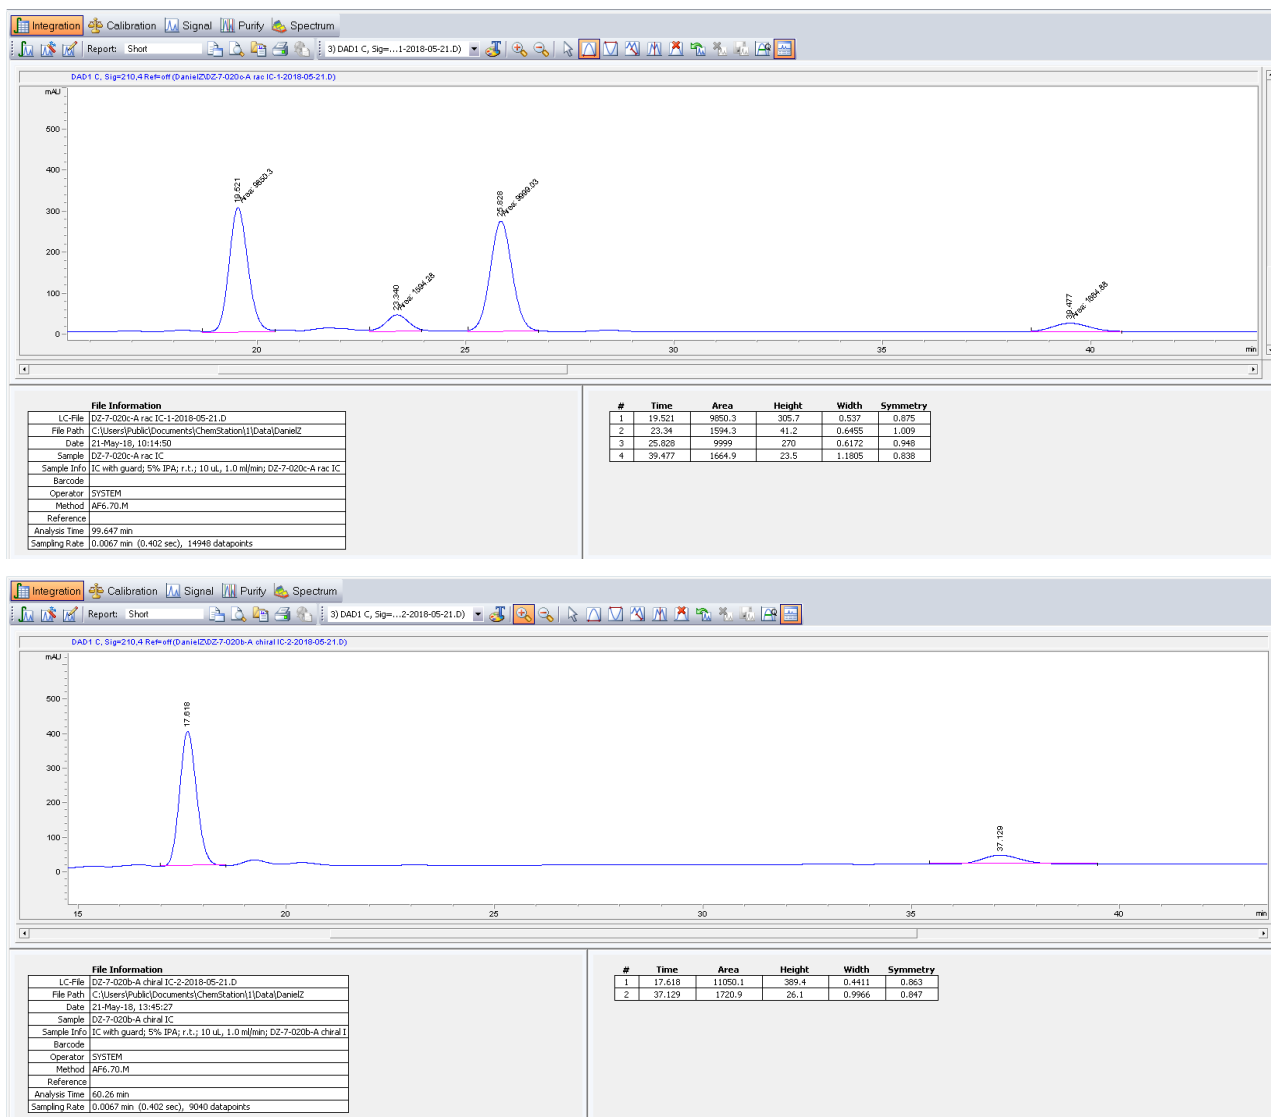 Integration Calibration Signal Purify Spectrum
Report: Short 3) DAD1 C, Sig=...1-2018-05-21.D)
DAD1 C, Sig=210,4 Ref=off (DanielZ\DZ-7-020c-A rac IC-1-2018-05-21.D)
mAU
500
400
300
200
100
0
19.521
Area: 9850.3
23.340
Area: 1594.28
25.828
Area: 9999.03
39.477
Area: 1664.88
20 25 30 35 40 min
File Information
LC-File DZ-7-020c-A rac IC-1-2018-05-21.D
File Path C:\Users\Public\Documents\ChemStation\1\Data\DanielZ
Date 21-May-18, 10:14:50
Sample DZ-7-020c-A rac IC
Sample Info IC with guard; 5% IPA; r.t.; 10 uL, 1.0 ml/min; DZ-7-020c-A rac IC
Barcode
Operator SYSTEM
Method AF6.70.M
Reference
Analysis Time 99.647 min
Sampling Rate 0.0067 min (0.402 sec), 14948 datapoints
# Time Area Height Width Symmetry
1 19.521 9850.3 305.7 0.537 0.875
2 23.34 1594.3 41.2 0.6455 1.009
3 25.828 9999 270 0.6172 0.948
4 39.477 1664.9 23.5 1.1805 0.838
Integration Calibration Signal Purify Spectrum
Report: Short 3) DAD1 C, Sig=...2-2018-05-21.D)
DAD1 C, Sig=210,4 Ref=off (DanielZ\DZ-7-020b-A chiral IC-2-2018-05-21.D)
mAU
500
400
300
200
100
0
17.618
37.129
15 20 25 30 35 40 min
File Information
LC-File DZ-7-020b-A chiral IC-2-2018-05-21.D
File Path C:\Users\Public\Documents\ChemStation\1\Data\DanielZ
Date 21-May-18, 13:45:27
Sample DZ-7-020b-A chiral IC
Sample Info IC with guard; 5% IPA; r.t.; 10 uL, 1.0 ml/min; DZ-7-020b-A chiral I
Barcode
Operator SYSTEM
Method AF6.70.M
Reference
Analysis Time 60.26 min
Sampling Rate 0.0067 min (0.402 sec), 9040 datapoints
# Time Area Height Width Symmetry
1 17.618 11050.1 389.4 0.4411 0.863
2 37.129 1720.9 26.1 0.9966 0.847